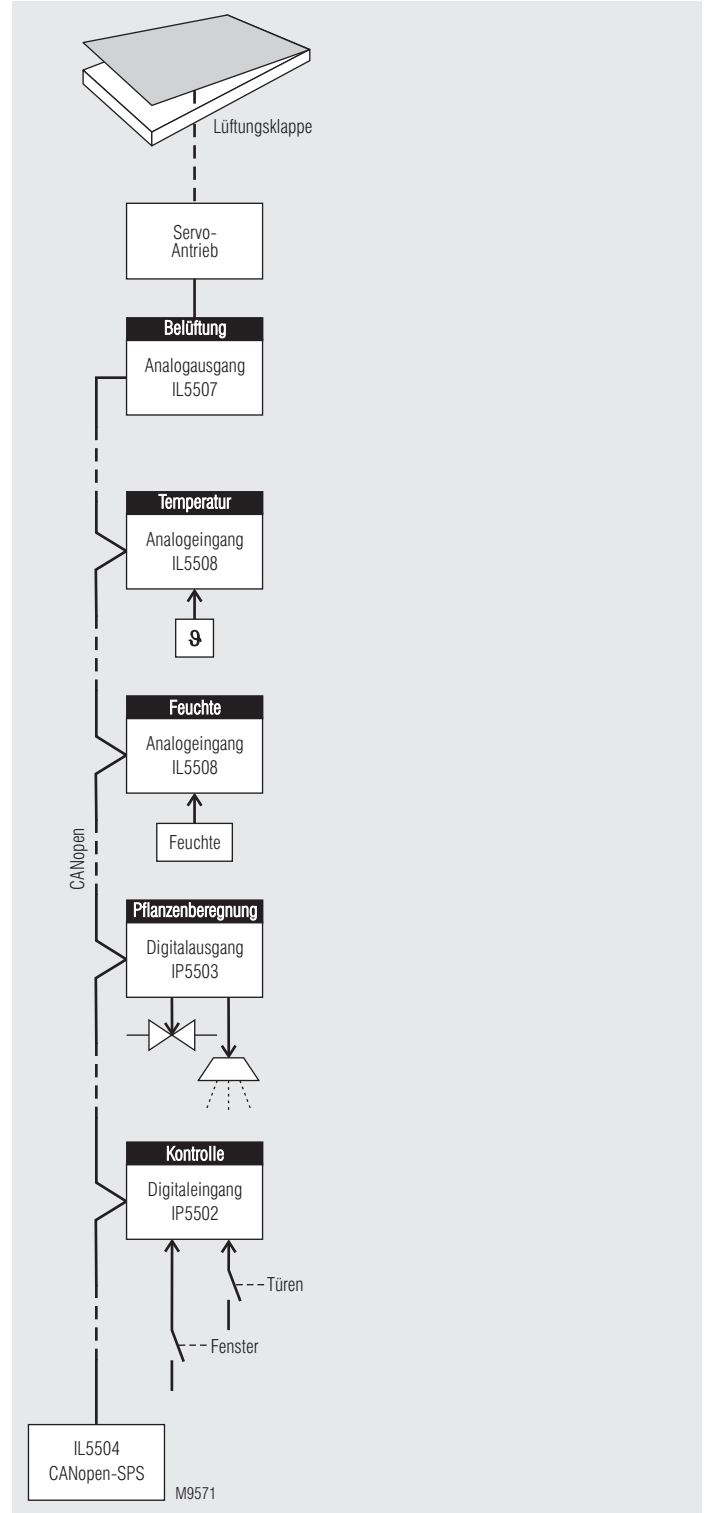 Lüftungsklappe
Servo-
Antrieb
Belüftung
Analogausgang
IL5507
Temperatur
Analogeingang
IL5508
ϑ
Feuchte
Analogeingang
IL5508
Feuchte
CANopen
Pflanzenberegnung
Digitalausgang
IP5503
Kontrolle
Digitaleingang
IP5502
Türen
Fenster
IL5504
CANopen-SPS
M9571